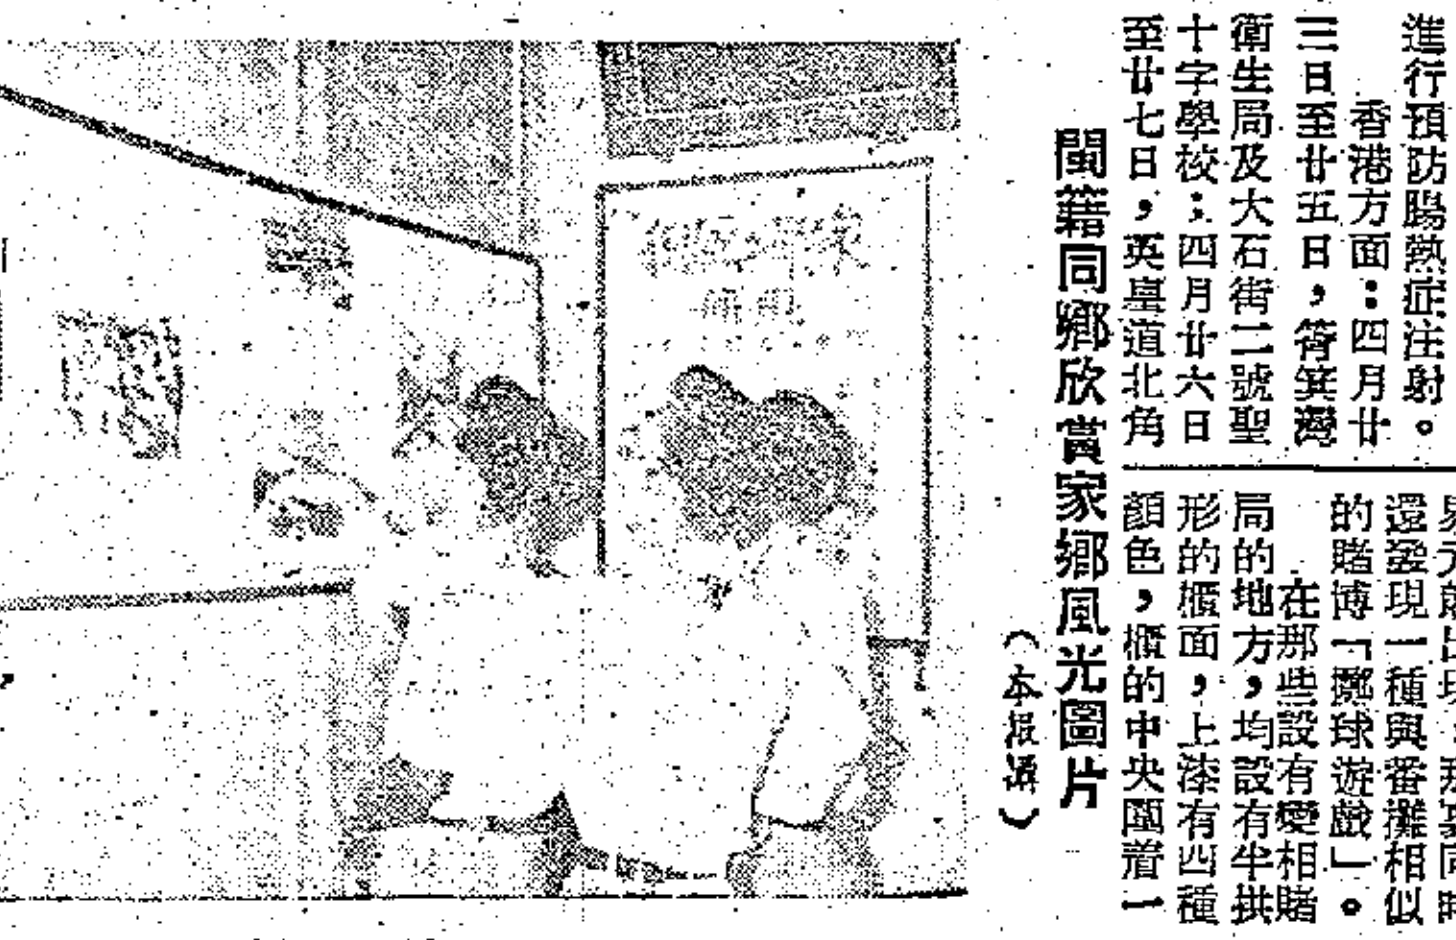 進行預防腸熱症注射。
香港方面：四月廿
三日至廿五日，筲箕灣
衛生局及大石街二號聖
十字學校；四月廿六日
至廿七日，英皇道北角
還發現一種與番攤相似
的賭博「擲球遊戲」。
在那些設有變相賭
局的地方，均設有半拱
形的櫃面，上漆有四種
顏色，櫃的中央圍着一
閩籍同鄉欣賞家鄉風光圖片
（本報攝）